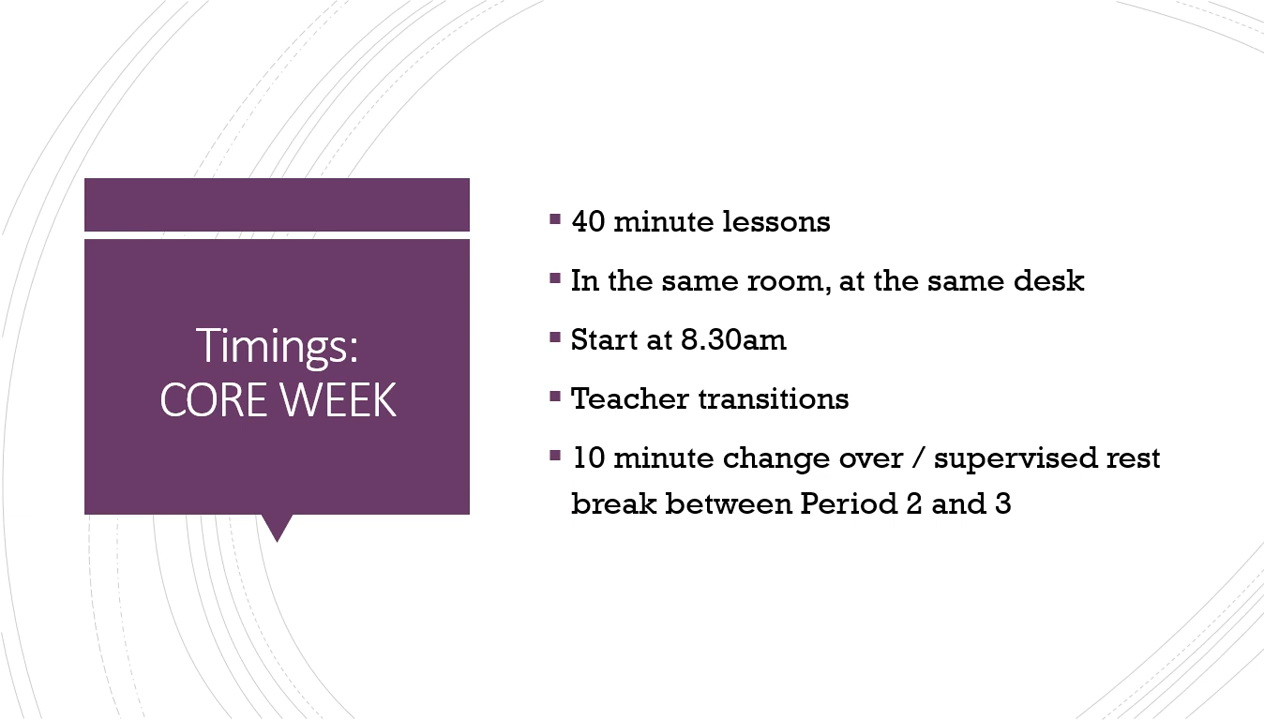 Timings:
CORE WEEK
40 minute lessons
In the same room, at the same desk
Start at 8.30am
Teacher transitions
10 minute change over / supervised rest
break between Period 2 and 3